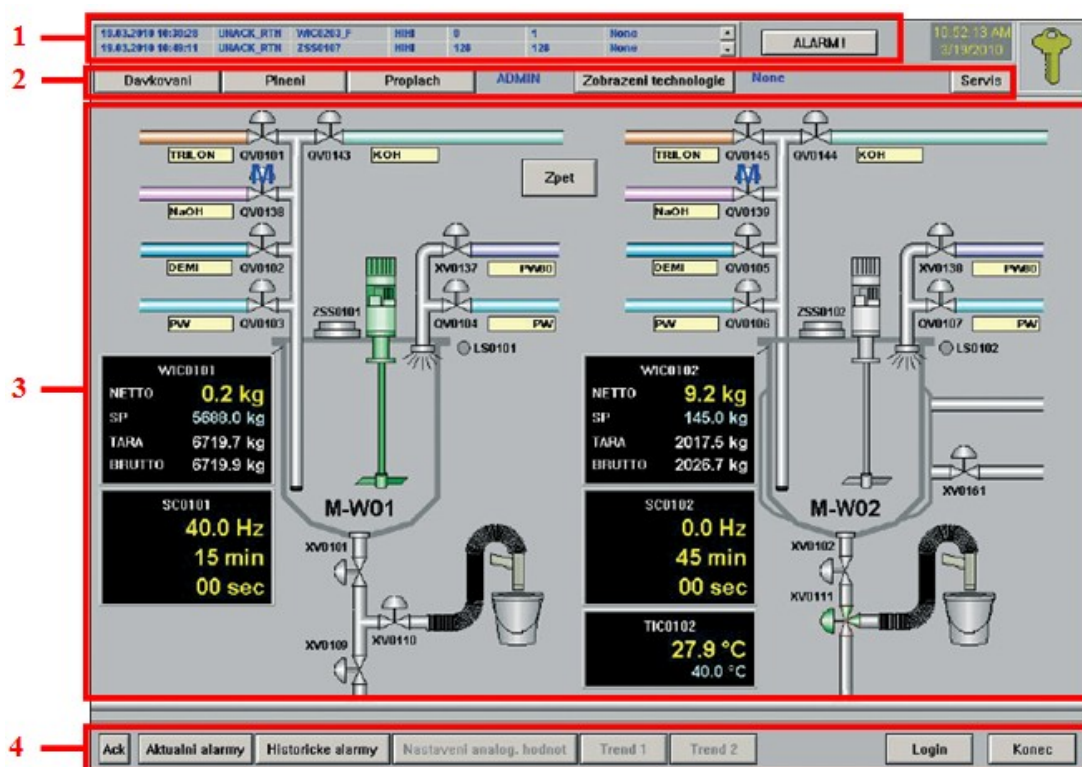 1
19.03.2010 10:38:28 UNACK_RTN WIC0203_F HIHI 0 1 None
19.03.2010 10:49:11 UNACK_RTN ZSS0107 HIHI 128 128 None
ALARM !
10:52:13 AM
3/19/2010
2
Davkovani Plneni Proplach ADMIN Zobrazeni technologie None Servis
3
TRILON QV0101 QV0143 KOH
M
NaOH QV0138
Zpet
DEMI QV0102 XV0137 PW80
PW QV0103 ZSS0101 QV0104 PW
LS0101
WIC0101
NETTO 0.2 kg
SP 5688.0 kg
TARA 6719.7 kg
BRUTTO 6719.9 kg
M-W01
SC0101
40.0 Hz
15 min
00 sec
XV0101
XV0110
XV0109
TRILON QV0145 QV0144 KOH
M
NaOH QV0139
DEMI QV0105 XV0138 PW80
PW QV0106 ZSS0102 QV0107 PW
LS0102
WIC0102
NETTO 9.2 kg
SP 145.0 kg
TARA 2017.5 kg
BRUTTO 2026.7 kg
XV0161
M-W02
SC0102
0.0 Hz
45 min
00 sec
XV0102
XV0111
TIC0102
27.9 °C
40.0 °C
4
Ack Aktualni alarmy Historicke alarmy Nastaveni analog. hodnot Trend 1 Trend 2 Login Konec